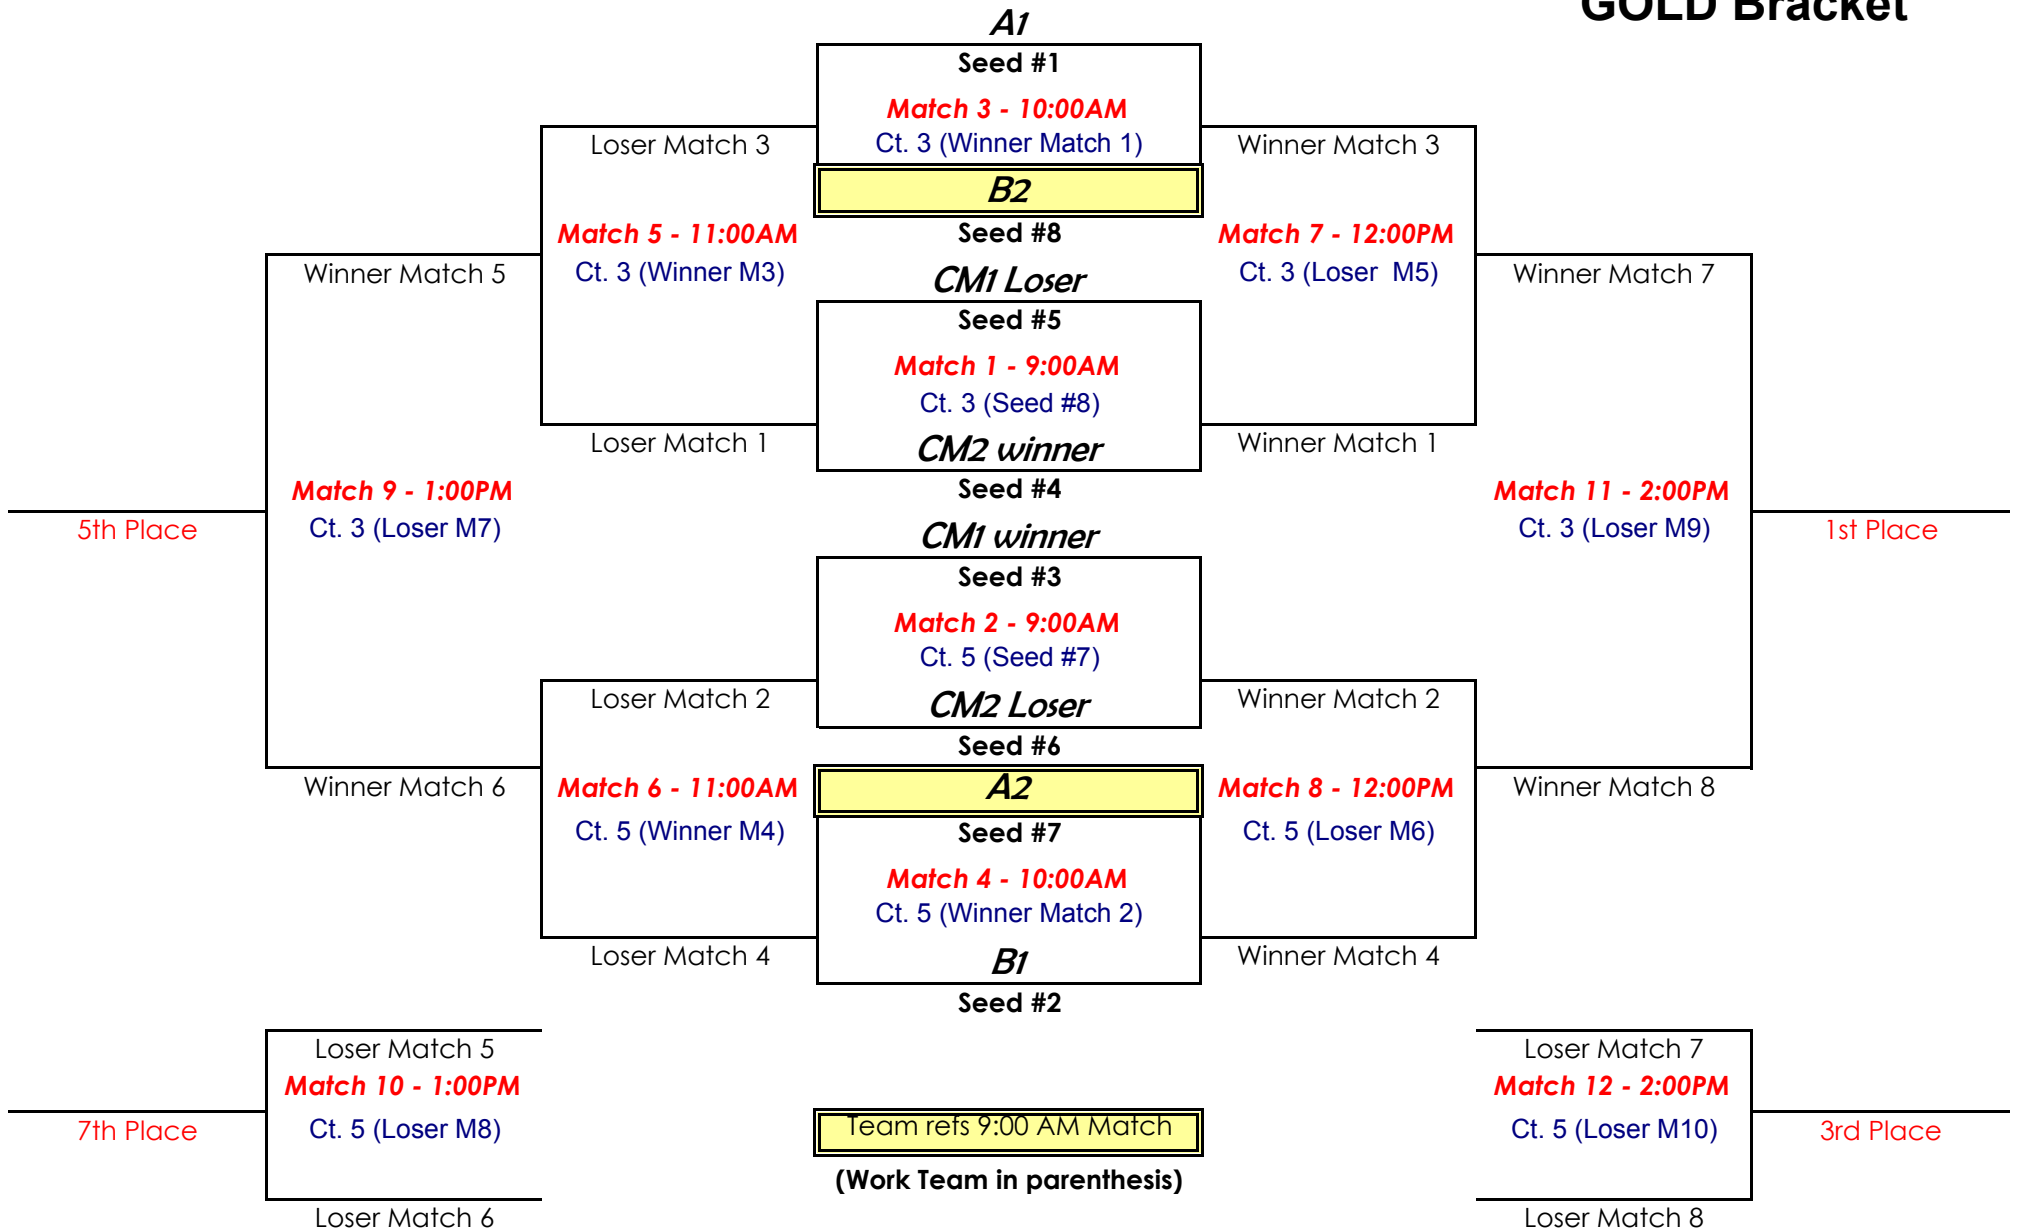 GOLD Bracket
A1
Seed #1
Match 3 - 10:00AM
Ct. 3 (Winner Match 1)
Loser Match 3
Winner Match 3
B2
Seed #8
Match 5 - 11:00AM
Ct. 3 (Winner M3)
Match 7 - 12:00PM
Ct. 3 (Loser  M5)
Winner Match 5
Winner Match 7
CM1 Loser
Seed #5
Match 1 - 9:00AM
Ct. 3 (Seed #8)
Loser Match 1
CM2 winner
Winner Match 1
Seed #4
Match 9 - 1:00PM
Ct. 3 (Loser M7)
Match 11 - 2:00PM
Ct. 3 (Loser M9)
5th Place
1st Place
CM1 winner
Seed #3
Match 2 - 9:00AM
Ct. 5 (Seed #7)
Loser Match 2
CM2 Loser
Winner Match 2
Seed #6
Winner Match 6
Match 6 - 11:00AM
Ct. 5 (Winner M4)
A2
Seed #7
Match 8 - 12:00PM
Ct. 5 (Loser M6)
Winner Match 8
Match 4 - 10:00AM
Ct. 5 (Winner Match 2)
Loser Match 4
B1
Winner Match 4
Seed #2
Loser Match 5
Match 10 - 1:00PM
Ct. 5 (Loser M8)
7th Place
Loser Match 6
Team refs 9:00 AM Match
(Work Team in parenthesis)
Loser Match 7
Match 12 - 2:00PM
Ct. 5 (Loser M10)
3rd Place
Loser Match 8